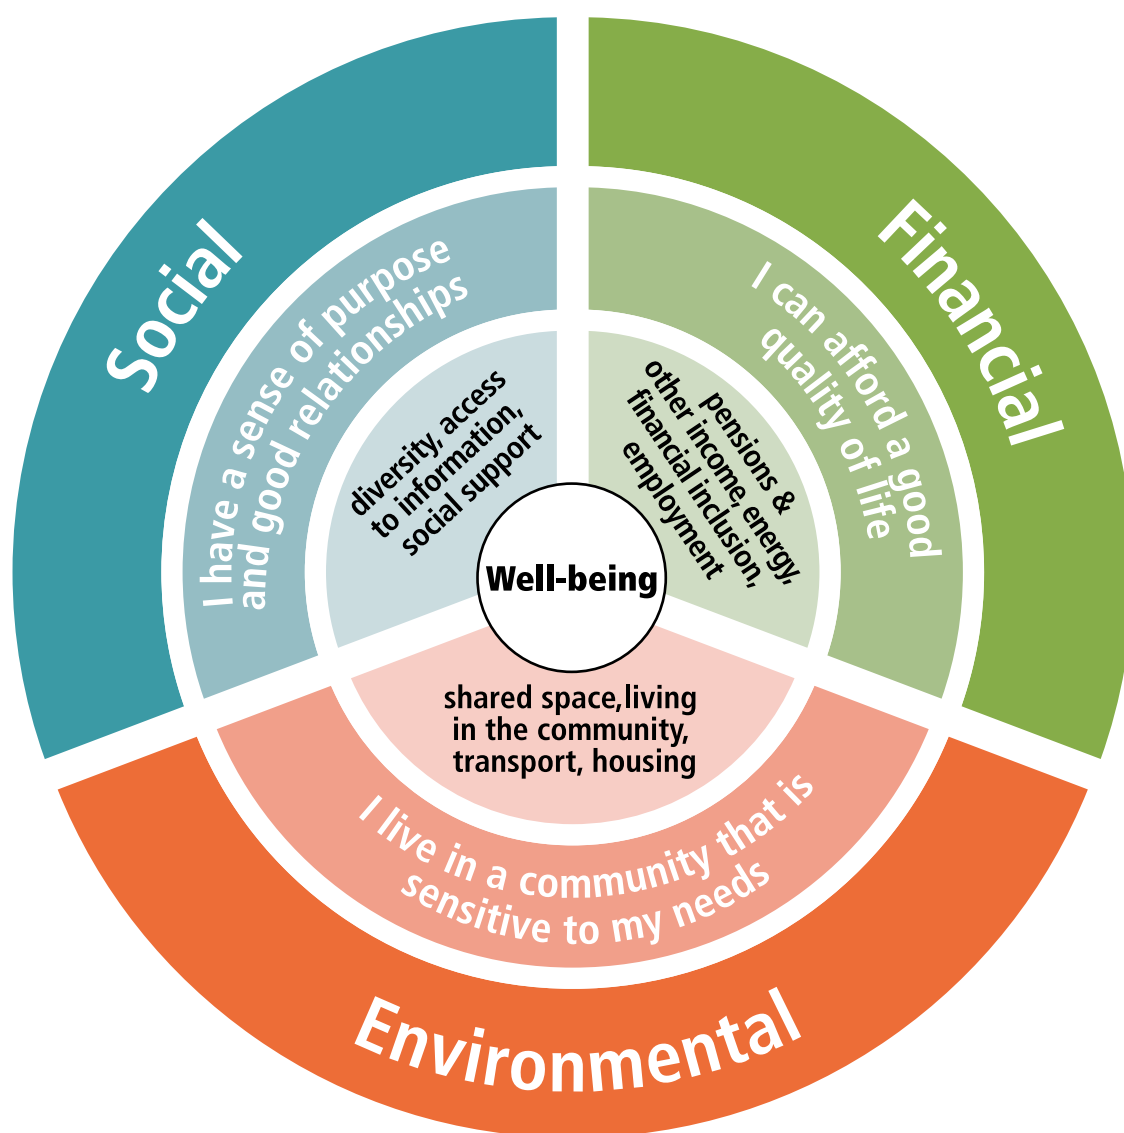 Social
I have a sense of purpose
and good relationships
diversity, access
to information,
social support
Financial
I can afford a good
quality of life
pensions &
other income, energy,
financial inclusion,
employment
Well-being
shared space, living
in the community,
transport, housing
I live in a community that is
sensitive to my needs
Environmental